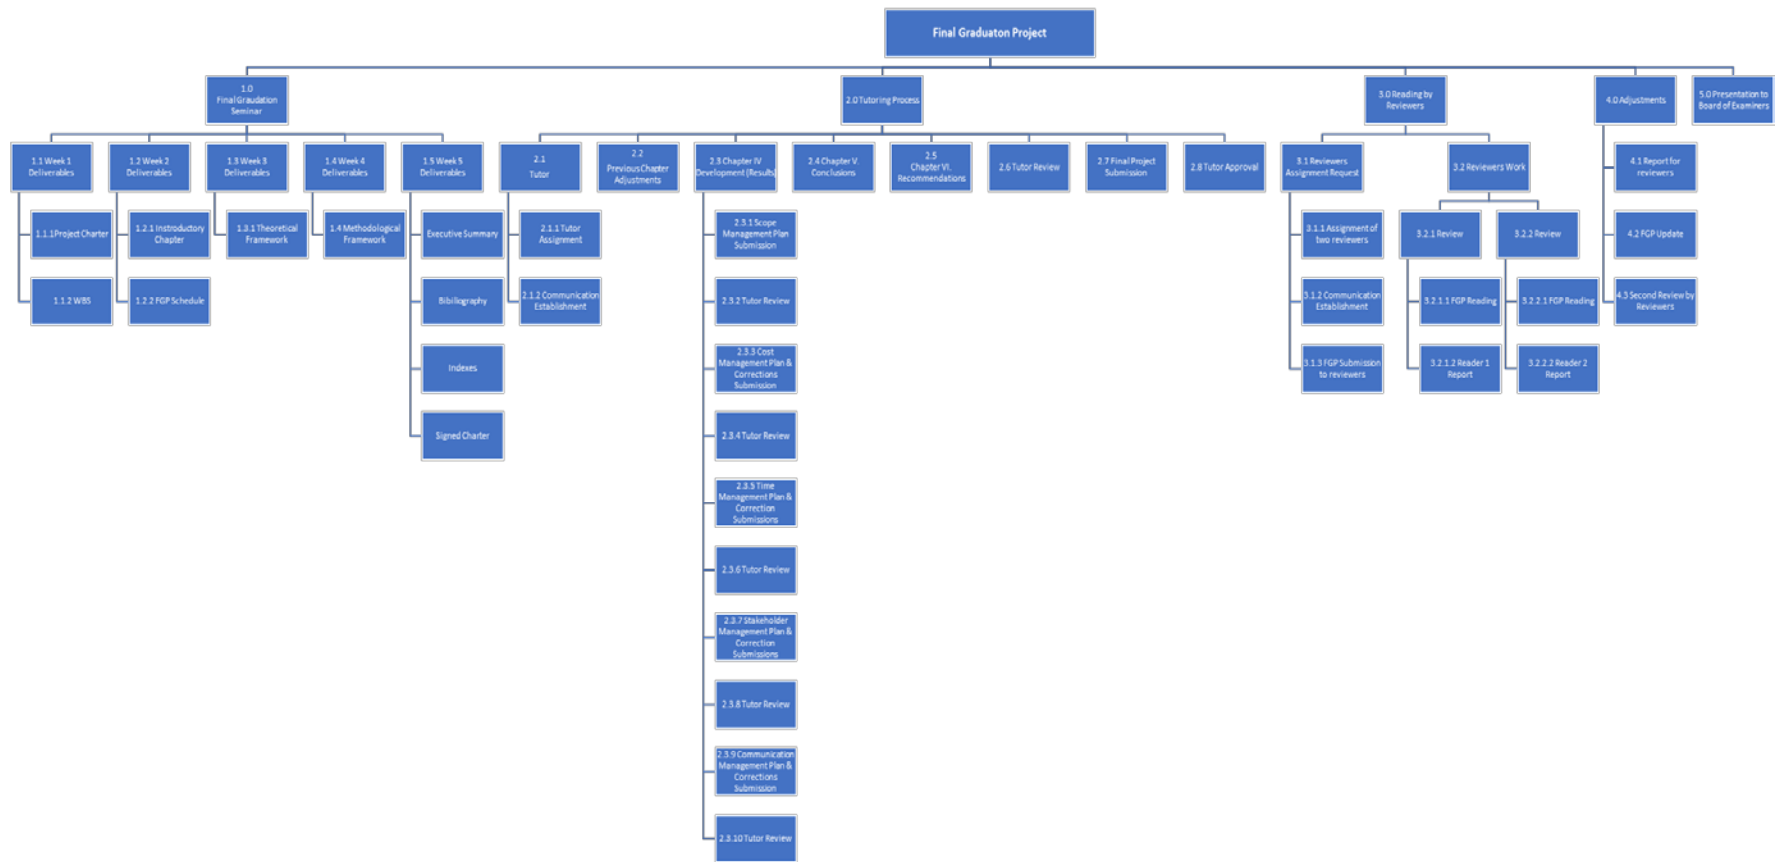 Final Graduaton Project
1.0
Final Graudation
Seminar
2.0 Tutoring Process
3.0 Reading by
Reviewers
4.0 Adjustments
5.0 Presentation to
Board of Examiners
1.1 Week 1
Deliverables
1.2 Week 2
Deliverables
1.3 Week 3
Deliverables
1.4 Week 4
Deliverables
1.5 Week 5
Deliverables
2.1
Tutor
2.2
Previous Chapter
Adjustments
2.3 Chapter IV
Development (Results)
2.4 Chapter V.
Conclusions
2.5
Chapter VI.
Recommendations
2.6 Tutor Review
2.7 Final Project
Submission
2.8 Tutor Approval
3.1 Reviewers
Assignment Request
3.2 Reviewers Work
4.1 Report for
reviewers
1.1.1Project Charter
1.2.1 Instroductory
Chapter
1.3.1 Theoretical
Framework
1.4 Methodological
Framework
Executive Summary
2.1.1 Tutor
Assignment
2.3.1 Scope
Management Plan
Submission
3.1.1 Assignment of
two reviewers
3.2.1 Review
3.2.2 Review
4.2 FGP Update
1.1.2 WBS
1.2.2 FGP Schedule
Bibiliography
2.1.2 Communication
Establishment
2.3.2 Tutor Review
3.1.2 Communication
Establishment
3.2.1.1 FGP Reading
3.2.2.1 FGP Reading
4.3 Second Review by
Reviewers
Indexes
2.3.3 Cost
Management Plan &
Corrections
Submission
3.1.3 FGP Submission
to reviewers
3.2.1.2 Reader 1
Report
3.2.2.2 Reader 2
Report
Signed Charter
2.3.4 Tutor Review
2.3.5 Time
Management Plan &
Correction
Submissions
2.3.6 Tutor Review
2.3.7 Stakeholder
Management Plan &
Correction
Submissions
2.3.8 Tutor Review
2.3.9 Communication
Management Plan &
Corrections
Submission
2.3.10 Tutor Review